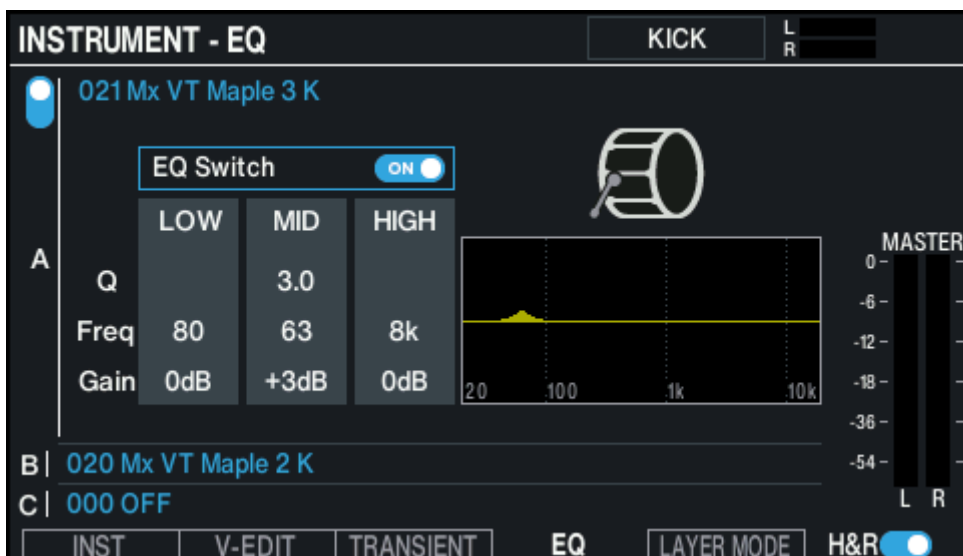 INSTRUMENT - EQ KICK L
R
021 Mx VT Maple 3 K
EQ Switch ON
LOW MID HIGH
A
Q 3.0
Freq 80 63 8k
Gain 0dB +3dB 0dB
20 100 1k 10k
MASTER
0
-6
-12
-18
-36
-54
L R
B 020 Mx VT Maple 2 K
C 000 OFF
INST V-EDIT TRANSIENT EQ LAYER MODE H&R